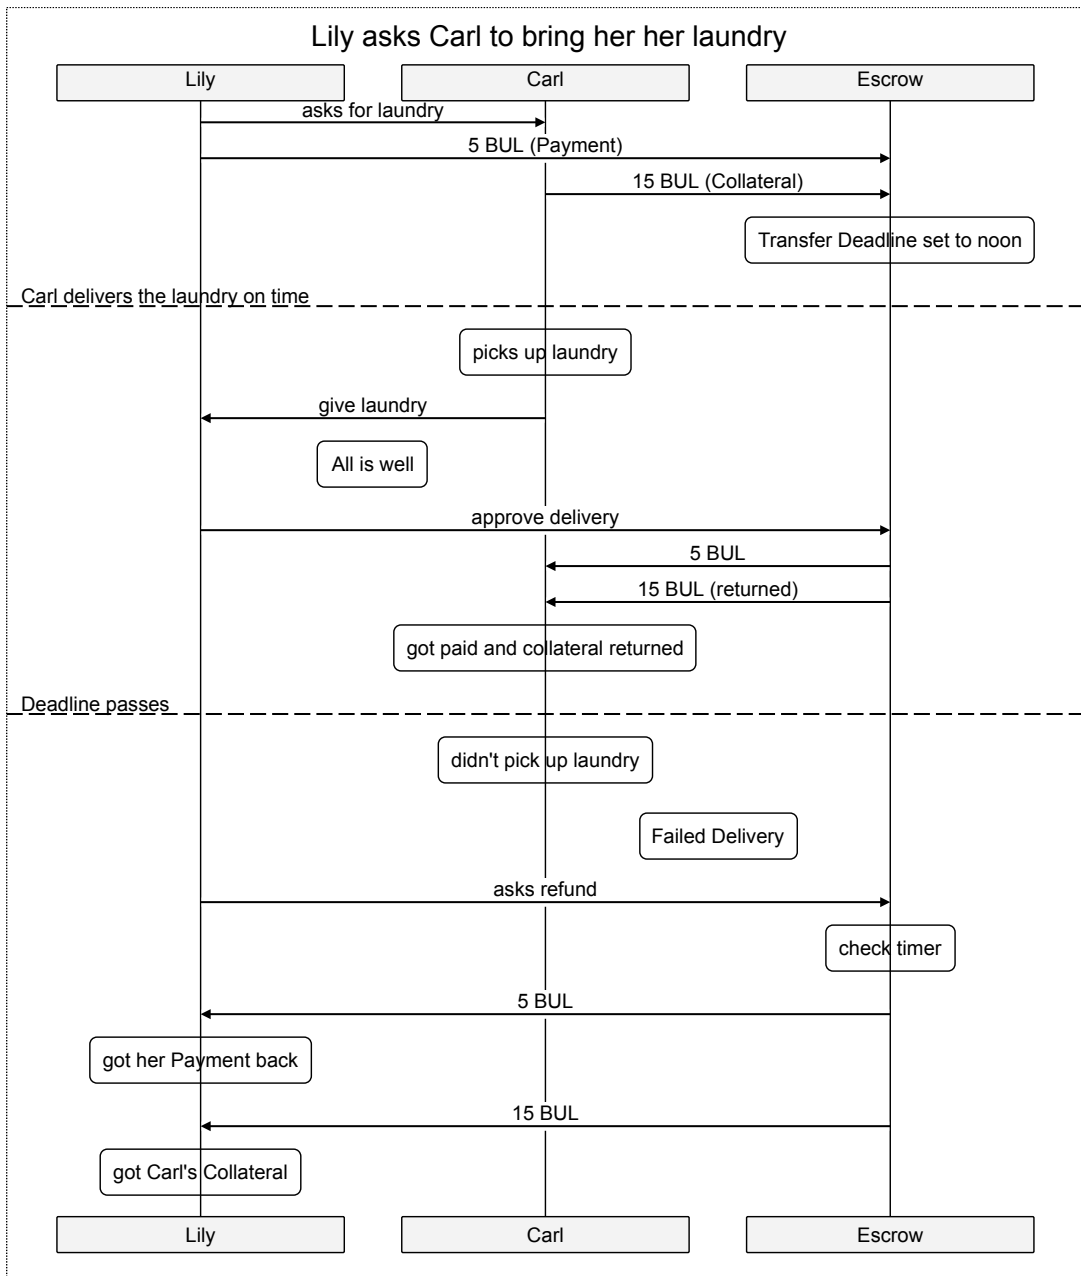 Lily asks Carl to bring her her laundry
Lily
Carl
Escrow
asks for laundry
5 BUL (Payment)
15 BUL (Collateral)
Transfer Deadline set to noon
Carl delivers the laundry on time
picks up laundry
give laundry
All is well
approve delivery
5 BUL
15 BUL (returned)
got paid and collateral returned
Deadline passes
didn't pick up laundry
Failed Delivery
asks refund
check timer
5 BUL
got her Payment back
15 BUL
got Carl's Collateral
Lily
Carl
Escrow